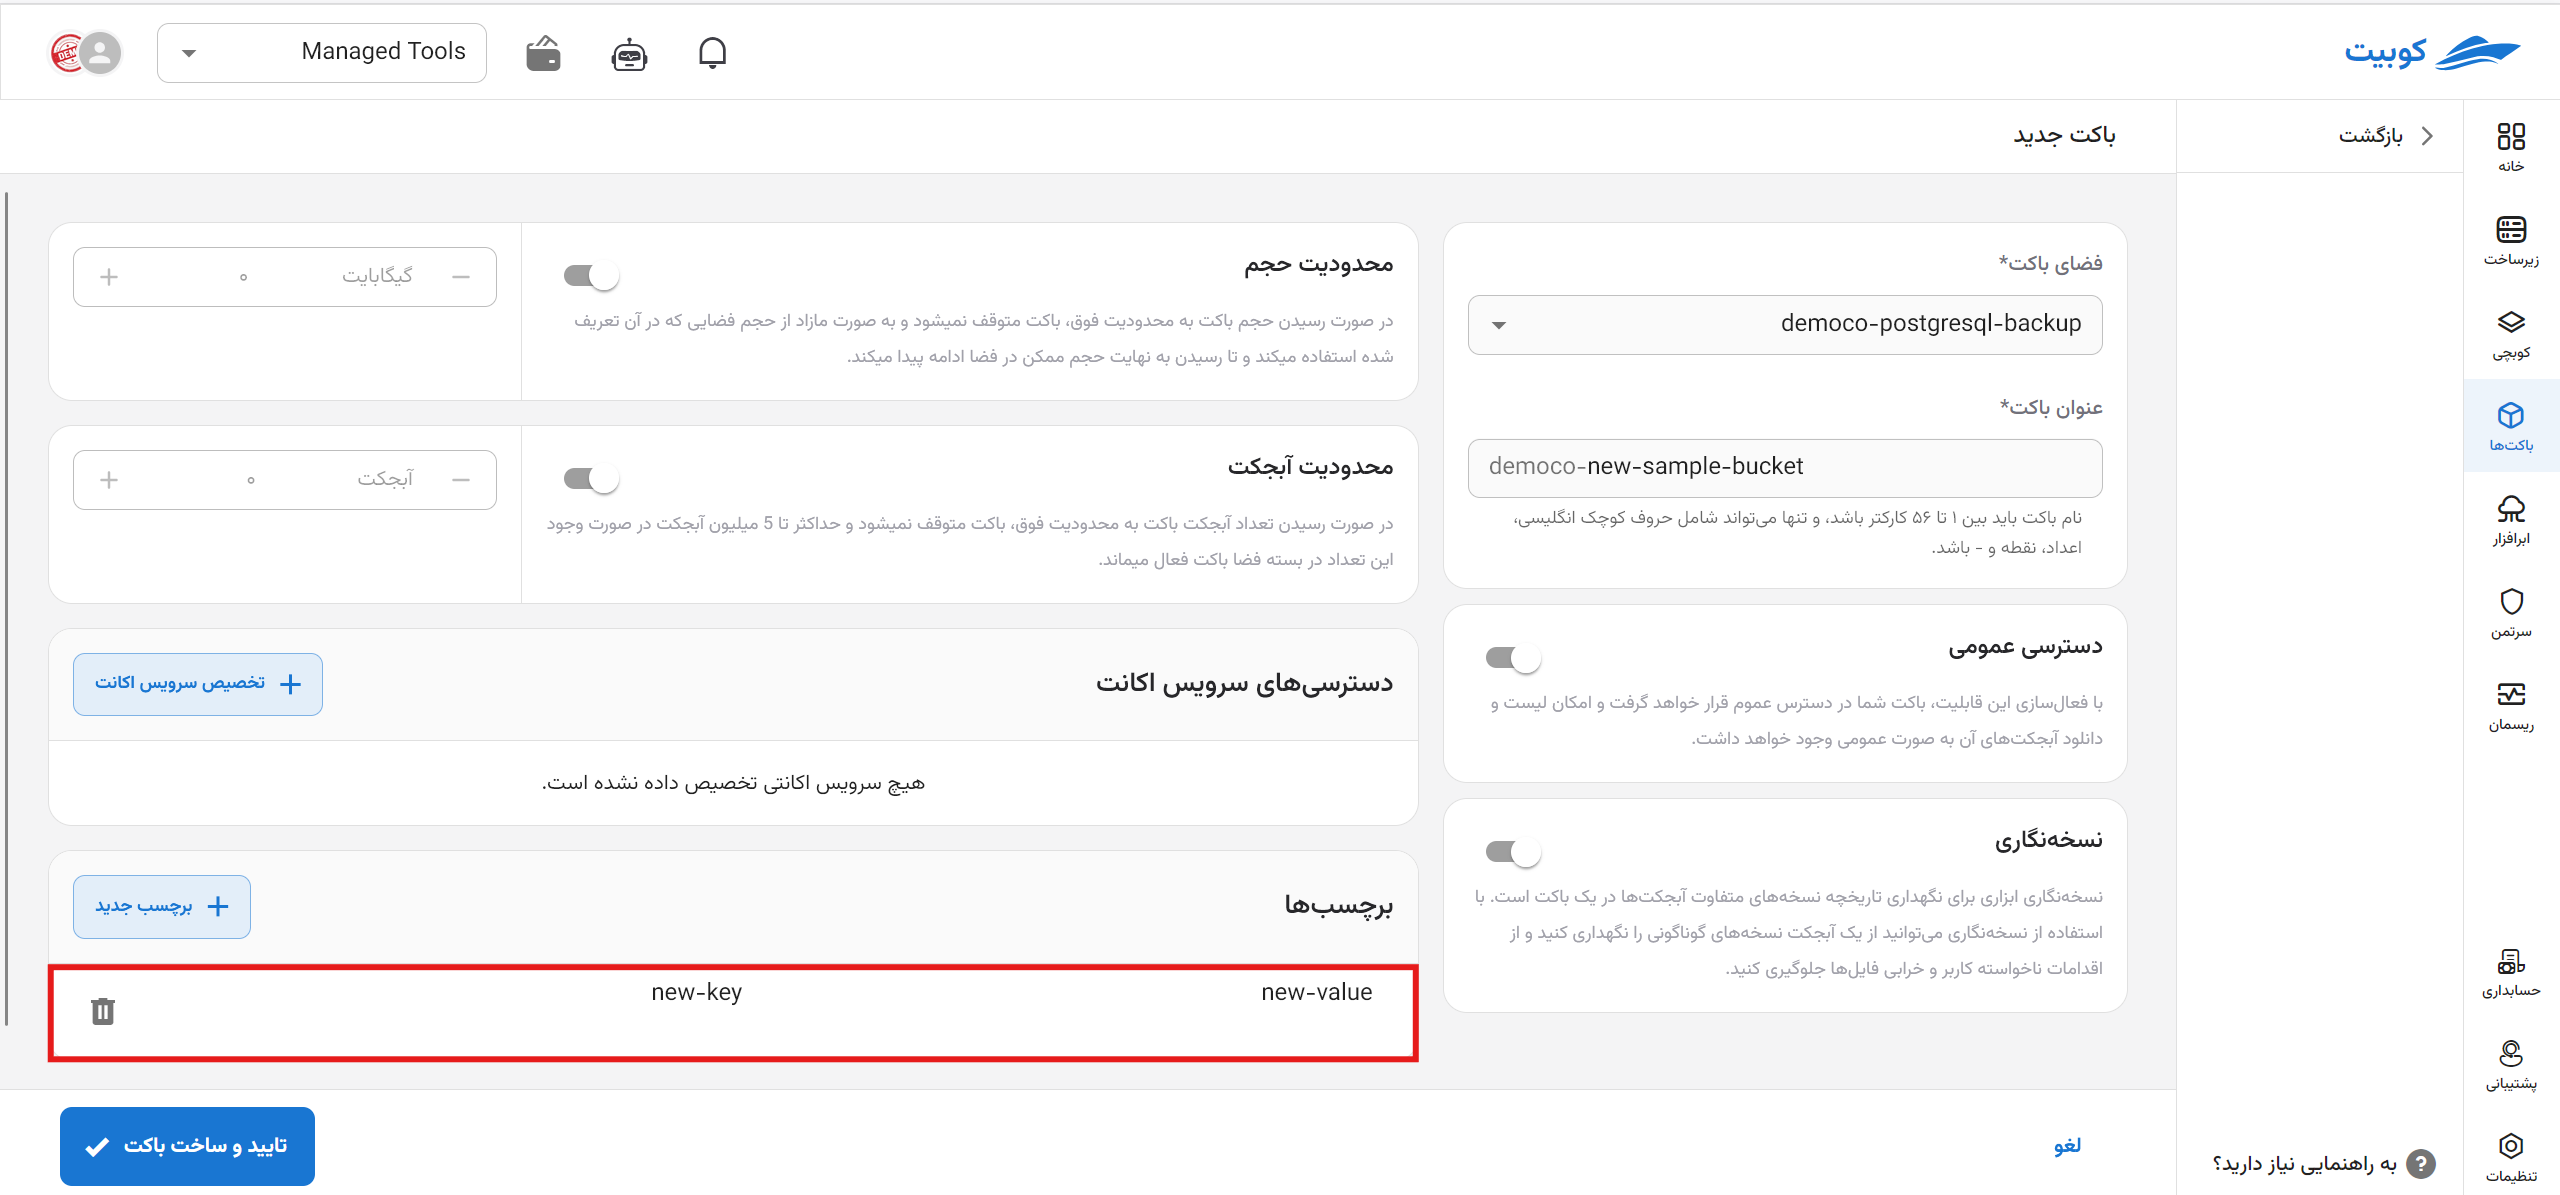 کوبیت
Managed Tools
خانه
زیرساخت
کوبچی
باکت‌ها
ابرافزار
سرتمن
ریسمان
حسابداری
پشتیبانی
تنظیمات
بازگشت
به راهنمایی نیاز دارید؟
باکت جدید
فضای باکت*
democo-postgresql-backup
عنوان باکت*
democo-new-sample-bucket
نام باکت باید بین ۱ تا ۵۶ کارکتر باشد، و تنها می‌تواند شامل حروف کوچک انگلیسی،
اعداد، نقطه و - باشد.
دسترسی عمومی
با فعال‌سازی این قابلیت، باکت شما در دسترس عموم قرار خواهد گرفت و امکان لیست و
دانلود آبجکت‌های آن به صورت عمومی وجود خواهد داشت.
نسخه‌نگاری
نسخه‌نگاری ابزاری برای نگهداری تاریخچه نسخه‌های متفاوت آبجکت‌ها در یک باکت است. با
استفاده از نسخه‌نگاری می‌توانید از یک آبجکت نسخه‌های گوناگونی را نگهداری کنید و از
اقدامات ناخواسته کاربر و خرابی فایل‌ها جلوگیری کنید.
محدودیت حجم
در صورت رسیدن حجم باکت به محدودیت فوق، باکت متوقف نمیشود و به صورت مازاد از حجم فضایی که در آن تعریف
شده استفاده میکند و تا رسیدن به نهایت حجم ممکن در فضا ادامه پیدا میکند.
گیگابایت ۰
محدودیت آبجکت
در صورت رسیدن تعداد آبجکت باکت به محدودیت فوق، باکت متوقف نمیشود و حداکثر تا 5 میلیون آبجکت در صورت وجود
این تعداد در بسته فضا باکت فعال میماند.
آبجکت ۰
دسترسی‌های سرویس اکانت
تخصیص سرویس اکانت
هیچ سرویس اکانتی تخصیص داده نشده است.
برچسب‌ها
برچسب جدید
new-value new-key
لغو
تایید و ساخت باکت